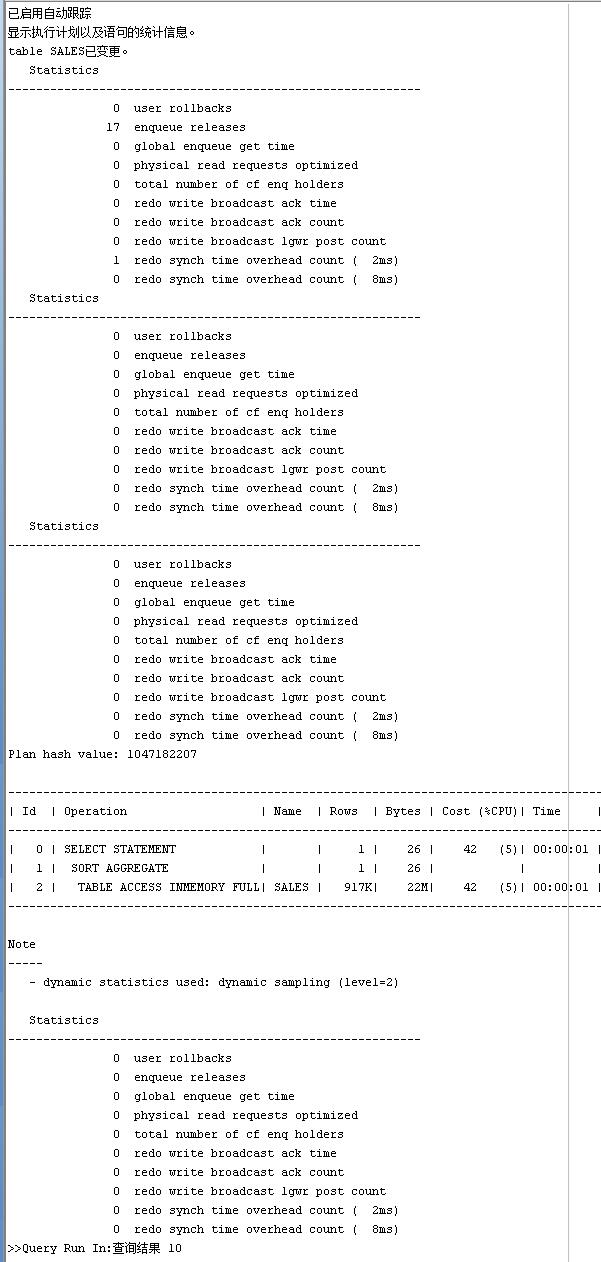 已启用自动跟踪
显示执行计划以及语句的统计信息。
table SALES已变更。
   Statistics
-----------------------------------------------------------
               0  user rollbacks
              17  enqueue releases
               0  global enqueue get time
               0  physical read requests optimized
               0  total number of cf enq holders
               0  redo write broadcast ack time
               0  redo write broadcast ack count
               0  redo write broadcast lgwr post count
               1  redo synch time overhead count (  2ms)
               0  redo synch time overhead count (  8ms)
   Statistics
-----------------------------------------------------------
               0  user rollbacks
               0  enqueue releases
               0  global enqueue get time
               0  physical read requests optimized
               0  total number of cf enq holders
               0  redo write broadcast ack time
               0  redo write broadcast ack count
               0  redo write broadcast lgwr post count
               0  redo synch time overhead count (  2ms)
               0  redo synch time overhead count (  8ms)
   Statistics
-----------------------------------------------------------
               0  user rollbacks
               0  enqueue releases
               0  global enqueue get time
               0  physical read requests optimized
               0  total number of cf enq holders
               0  redo write broadcast ack time
               0  redo write broadcast ack count
               0  redo write broadcast lgwr post count
               0  redo synch time overhead count (  2ms)
               0  redo synch time overhead count (  8ms)
Plan hash value: 1047182207

-------------------------------------------------------------------------------------
| Id  | Operation                   | Name  | Rows  | Bytes | Cost (%CPU)| Time     |
-------------------------------------------------------------------------------------
|   0 | SELECT STATEMENT            |       |     1 |    26 |    42   (5)| 00:00:01 |
|   1 |  SORT AGGREGATE             |       |     1 |    26 |            |          |
|   2 |   TABLE ACCESS INMEMORY FULL| SALES |   917K|    22M|    42   (5)| 00:00:01 |
-------------------------------------------------------------------------------------

Note
-----
   - dynamic statistics used: dynamic sampling (level=2)

   Statistics
-----------------------------------------------------------
               0  user rollbacks
               0  enqueue releases
               0  global enqueue get time
               0  physical read requests optimized
               0  total number of cf enq holders
               0  redo write broadcast ack time
               0  redo write broadcast ack count
               0  redo write broadcast lgwr post count
               0  redo synch time overhead count (  2ms)
               0  redo synch time overhead count (  8ms)
>>Query Run In:查询结果 10